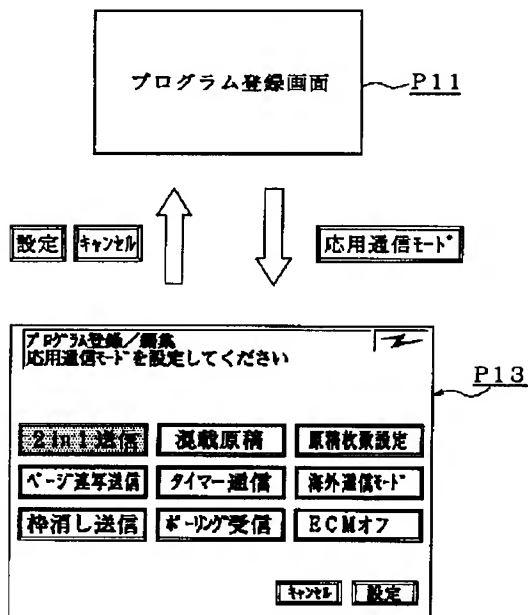 プログラム登録画面
P11
設定 キャンセル
応用通信モード
プログラム登録／編集
応用通信モードを設定してください
P13
2in1送信 混載原稿 原稿枚数設定
ページ連写送信 タイマー通信 海外通信モード
枠消し送信 ポーリング受信 ECMオフ
キャンセル 設定